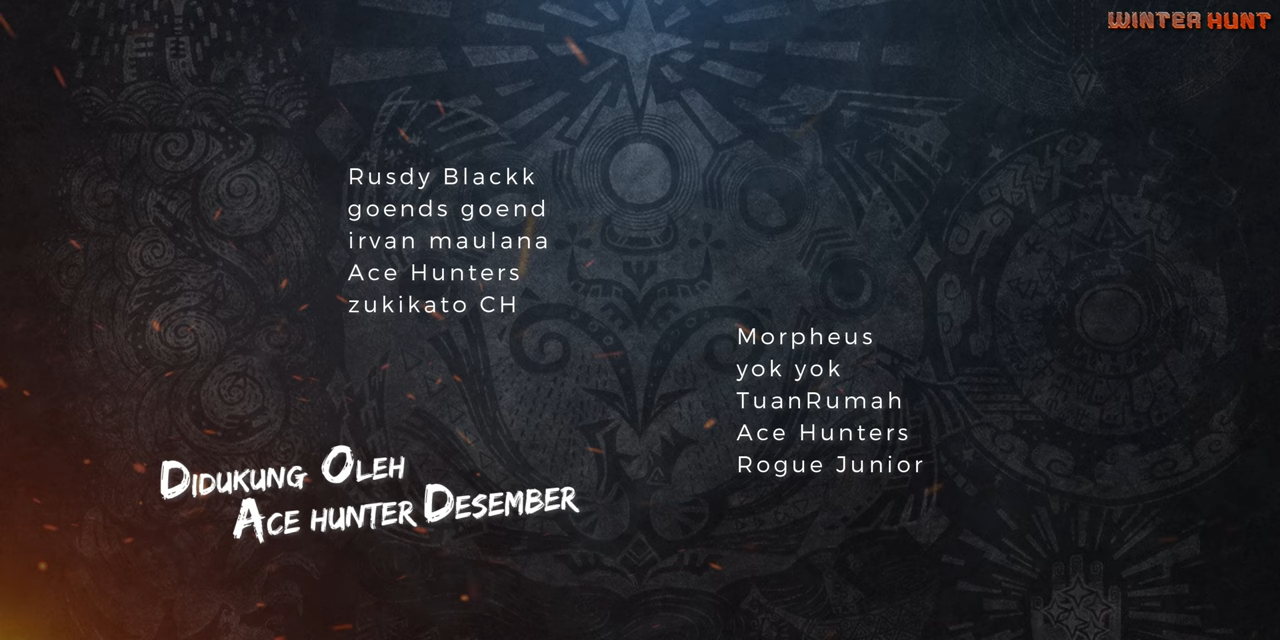 WINTER HUNT
Rusdy Blackk
goends goend
irvan maulana
Ace Hunters
zukikato CH
Morpheus
yok yok
TuanRumah
Ace Hunters
Rogue Junior
DIDUKUNG OLEH
ACE HUNTER DESEMBER